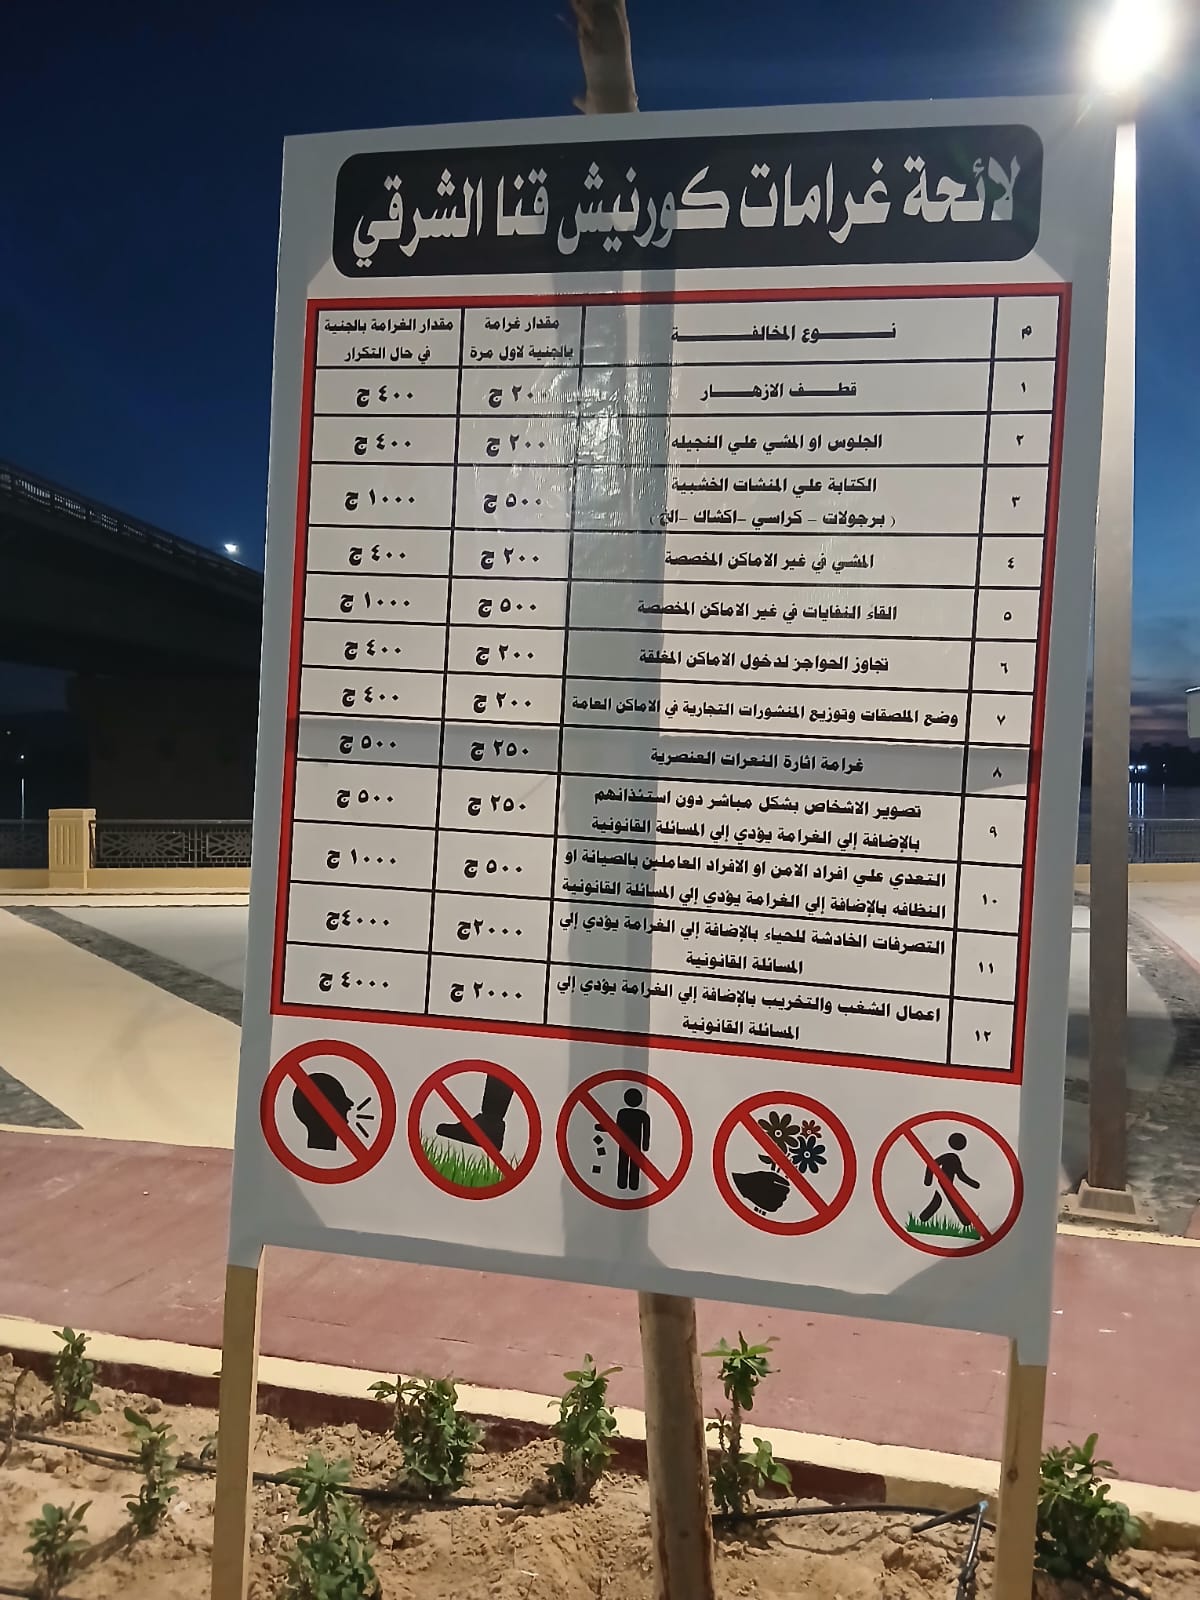 لائحة غرامات كورنيش قنا الشرقي
م نـوع المخالفـة مقدار غرامة بالجنية لاول مرة مقدار الغرامة بالجنية في حال التكرار
١ قطـف الازهـار ٢٠٠ ج ٤٠٠ ج
٢ الجلوس او المشي علي النجيله ٢٠٠ ج ٤٠٠ ج
٣ الكتابة علي المنشات الخشبية ٥٠٠ ج ١٠٠٠ ج
( برجولات - كراسي -اكشاك -الخ )
٤ المشي في غير الاماكن المخصصة ٢٠٠ ج ٤٠٠ ج
٥ القاء النفايات في غير الاماكن المخصصة ٥٠٠ ج ١٠٠٠ ج
٦ تجاوز الحواجز لدخول الاماكن المغلقة ٢٠٠ ج ٤٠٠ ج
٧ وضع الملصقات وتوزيع المنشورات التجارية في الاماكن العامة ٢٠٠ ج ٤٠٠ ج
٨ غرامة اثارة النعرات العنصرية ٢٥٠ ج ٥٠٠ ج
٩ تصوير الاشخاص بشكل مباشر دون استئذانهم ٢٥٠ ج ٥٠٠ ج
بالإضافة إلي الغرامة يؤدي إلي المسائلة القانونية
١٠ التعدي علي افراد الامن او الافراد العاملين بالصيانة او ٥٠٠ ج ١٠٠٠ ج
النظافه بالإضافة إلي الغرامة يؤدي إلي المسائلة القانونية
١١ التصرفات الخادشة للحياء بالإضافة إلي الغرامة يؤدي إلي ٢٠٠٠ج ٤٠٠٠ج
المسائلة القانونية
١٢ اعمال الشغب والتخريب بالإضافة إلي الغرامة يؤدي إلي ٢٠٠٠ ج ٤٠٠٠ ج
المسائلة القانونية